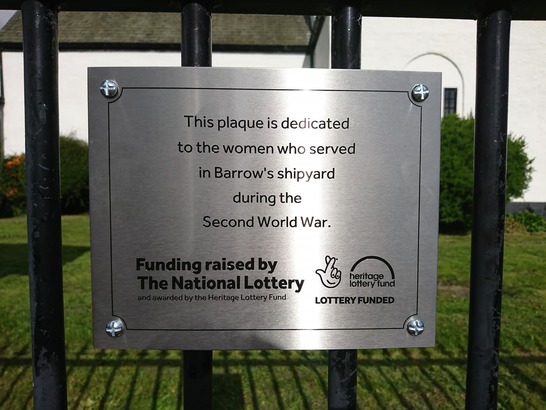 This plaque is dedicated
to the women who served
in Barrow's shipyard
during the
Second World War.
Funding raised by
The National Lottery
and awarded by the Heritage Lottery Fund
heritage
lottery fund
LOTTERY FUNDED